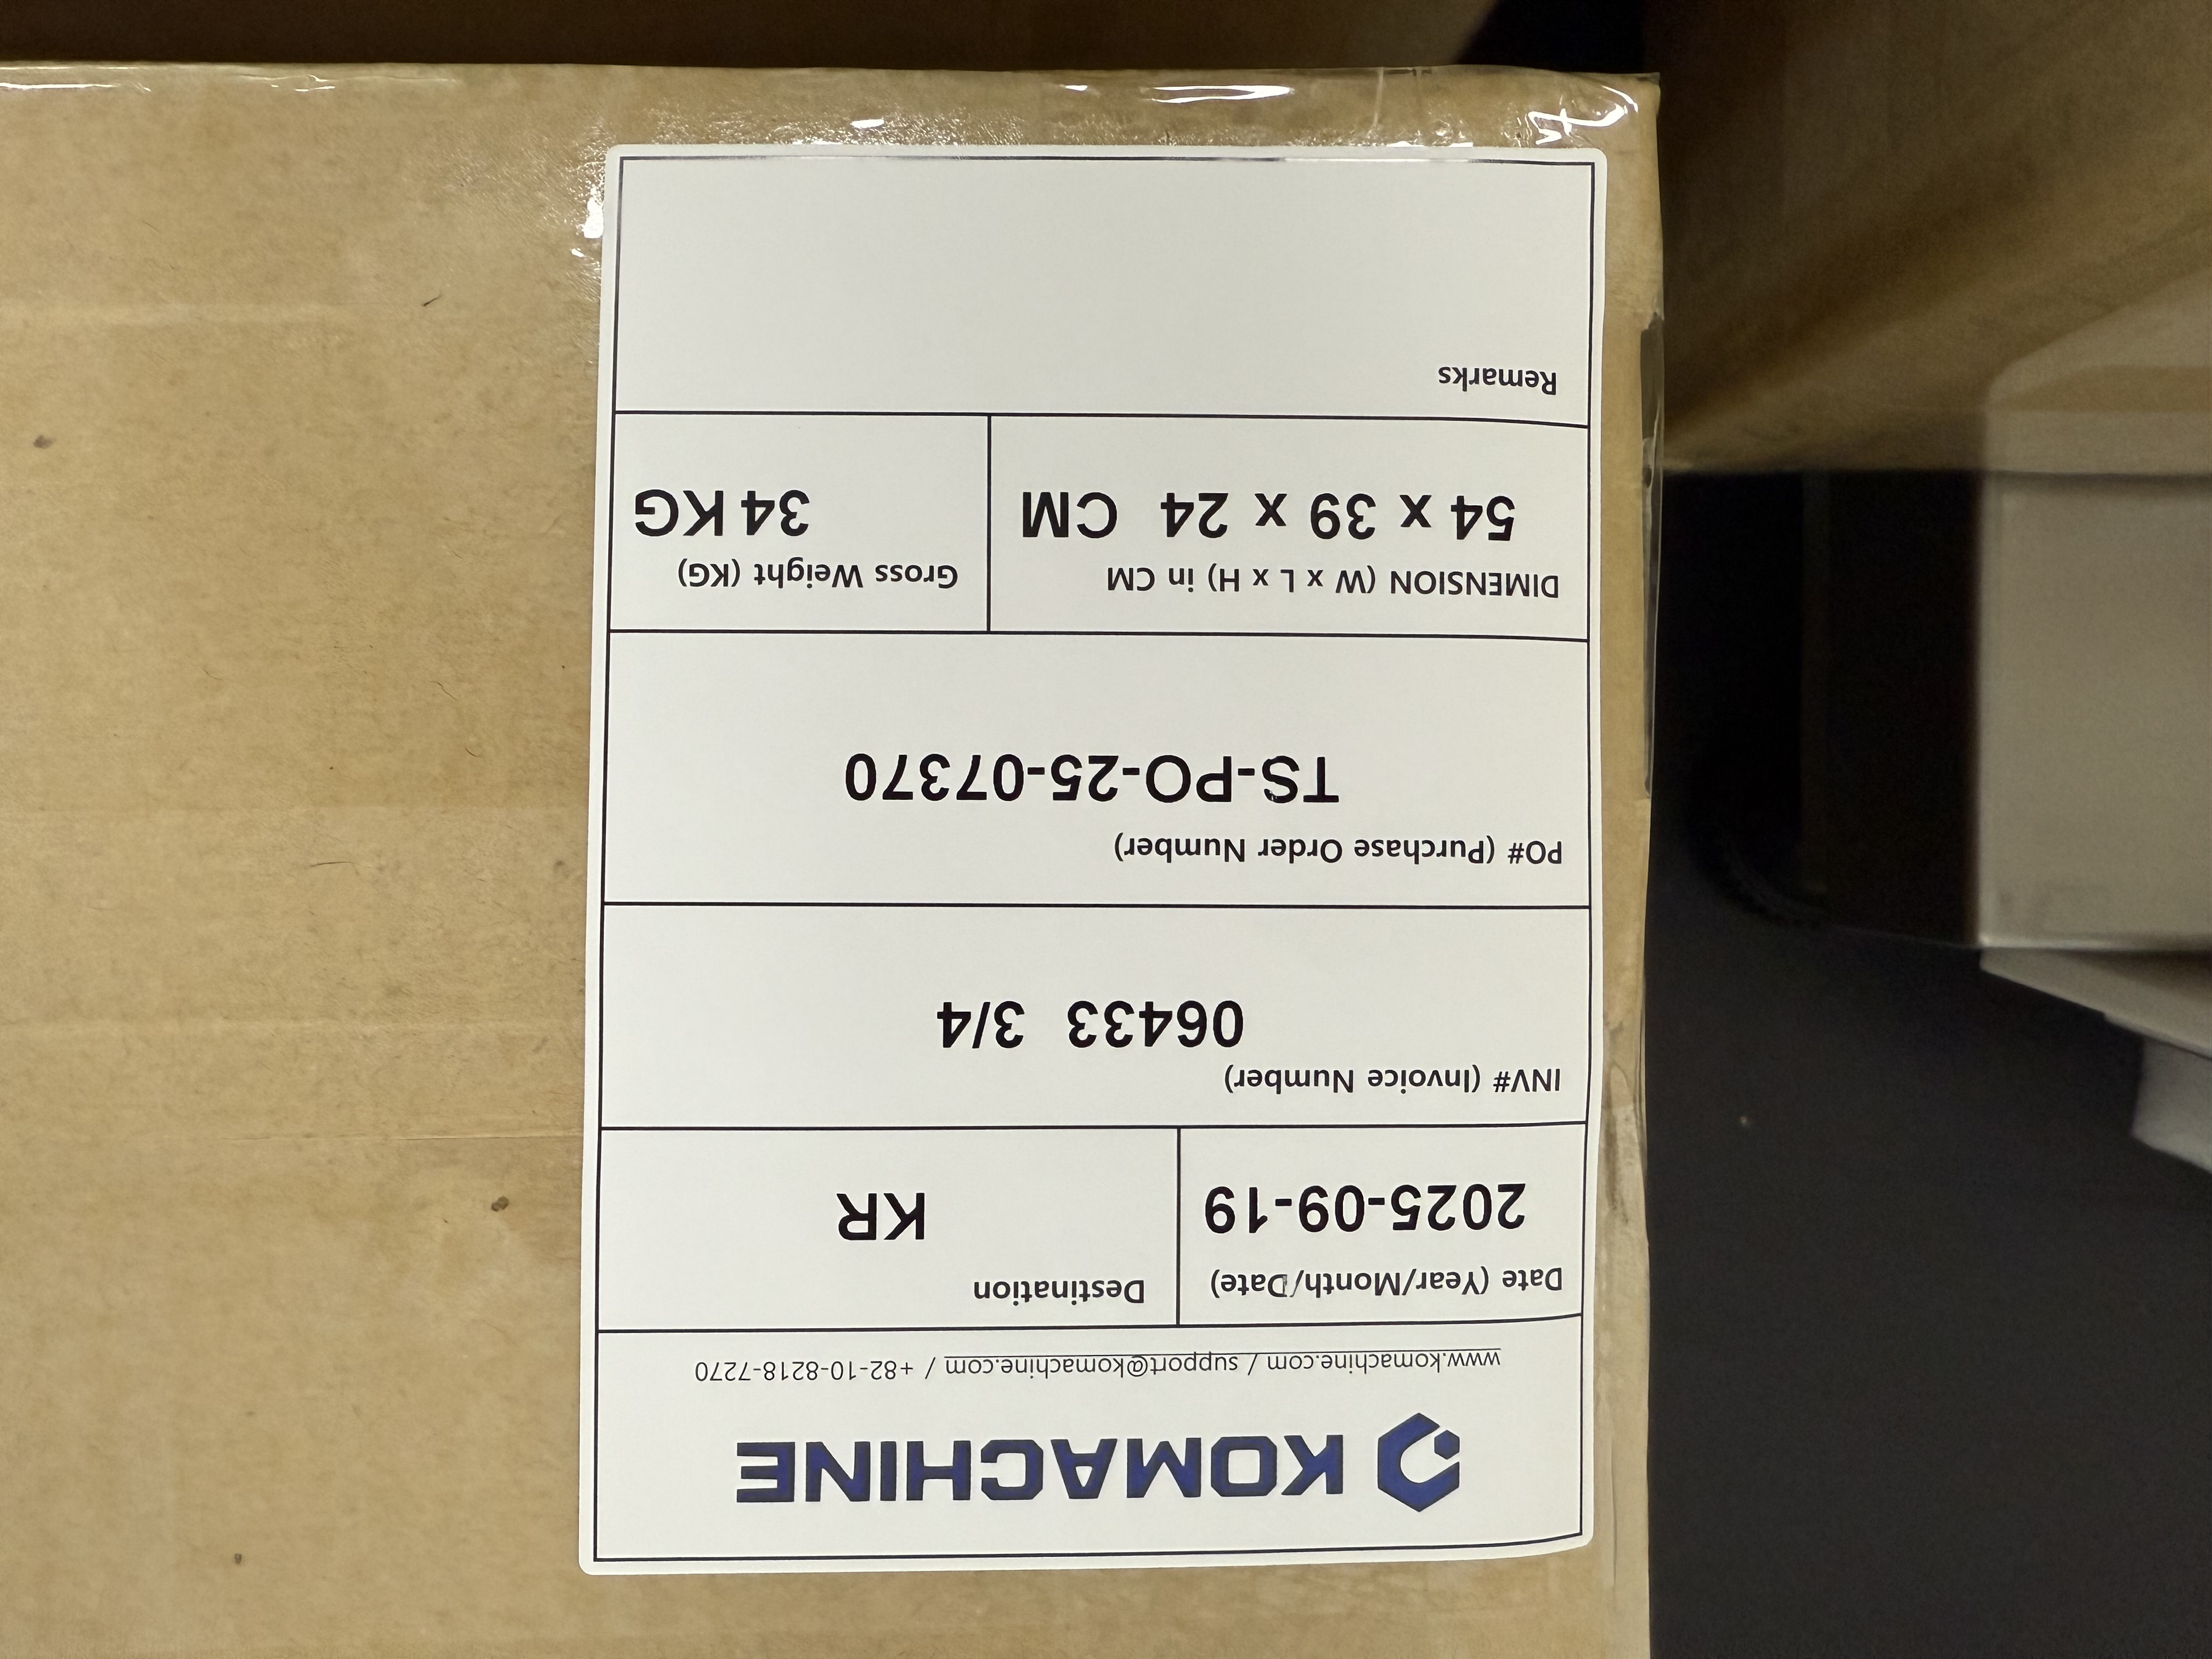 KOMACHINE
www.komachine.com / support@komachine.com / +82-10-8218-7270
Date (Year/Month/Date)
2025-09-19
Destination
KR
INV# (Invoice Number)
06433 3/4
PO# (Purchase Order Number)
TS-PO-25-07370
DIMENSION (W x L x H) in CM
54 x 39 x 24 CM
Gross Weight (KG)
34 KG
Remarks